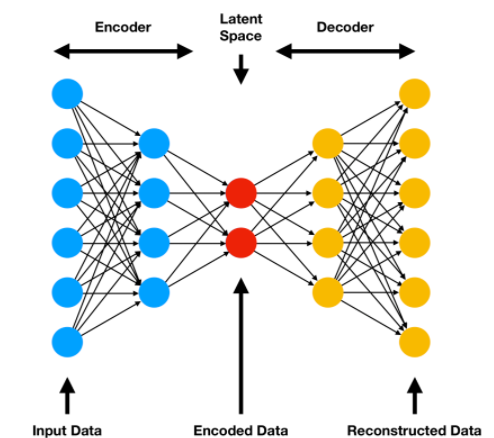 Encoder
Latent
Space
Decoder
Input Data
Encoded Data
Reconstructed Data